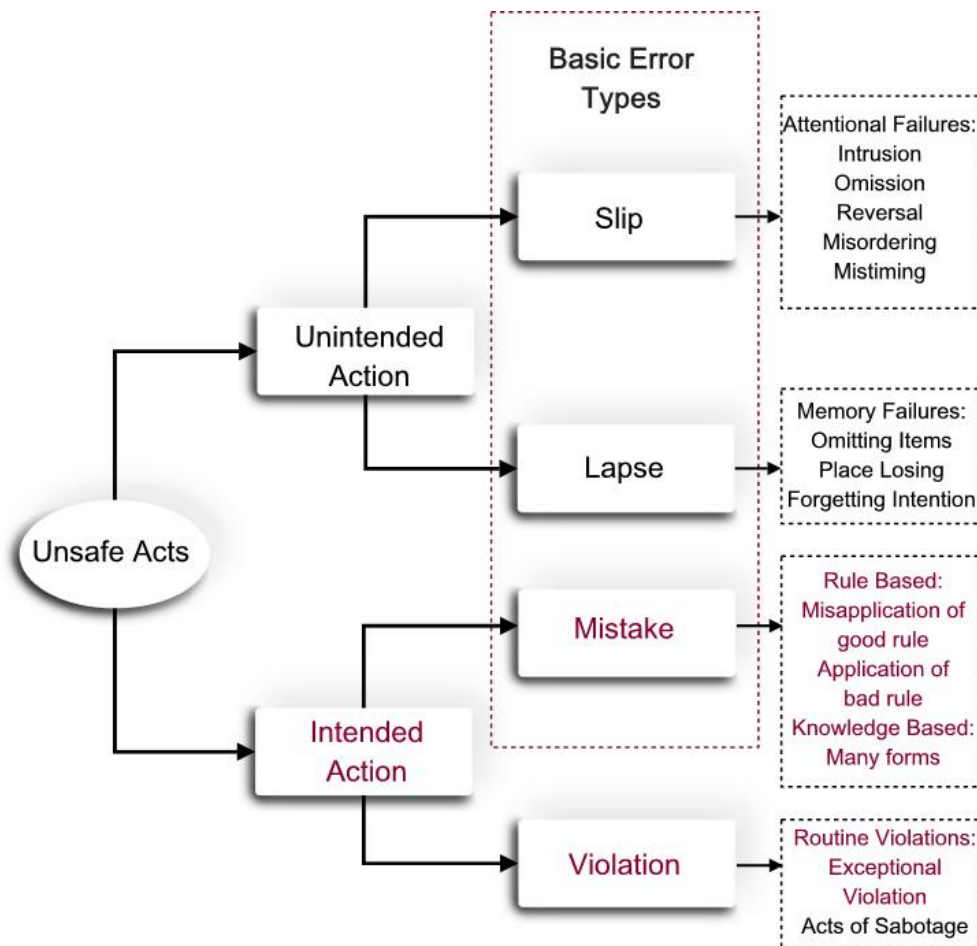 Basic Error
Types
Attentional Failures:
Intrusion
Omission
Reversal
Misordering
Mistiming
Slip
Unintended
Action
Memory Failures:
Omitting Items
Place Losing
Forgetting Intention
Lapse
Unsafe Acts
Rule Based:
Misapplication of
good rule
Application of
bad rule
Knowledge Based:
Many forms
Mistake
Intended
Action
Routine Violations:
Exceptional
Violation
Acts of Sabotage
Violation